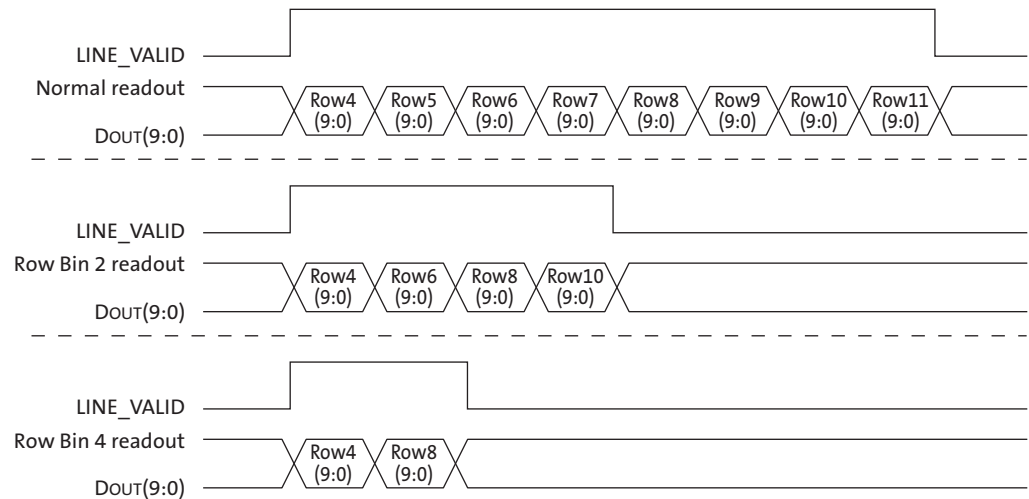 LINE_VALID
Normal readout
Row4 Row5 Row6 Row7 Row8 Row9 Row10 Row11
(9:0) (9:0) (9:0) (9:0) (9:0) (9:0) (9:0) (9:0)
DOUT(9:0)
LINE_VALID
Row Bin 2 readout
Row4 Row6 Row8 Row10
(9:0) (9:0) (9:0) (9:0)
DOUT(9:0)
LINE_VALID
Row Bin 4 readout
Row4 Row8
(9:0) (9:0)
DOUT(9:0)